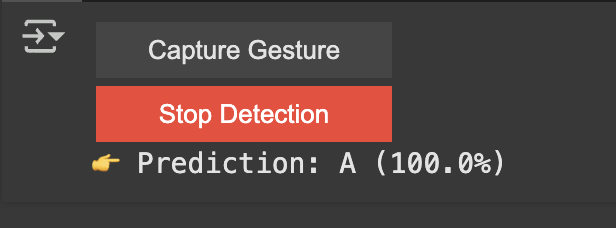 Capture Gesture
Stop Detection
👉 Prediction: A (100.0%)